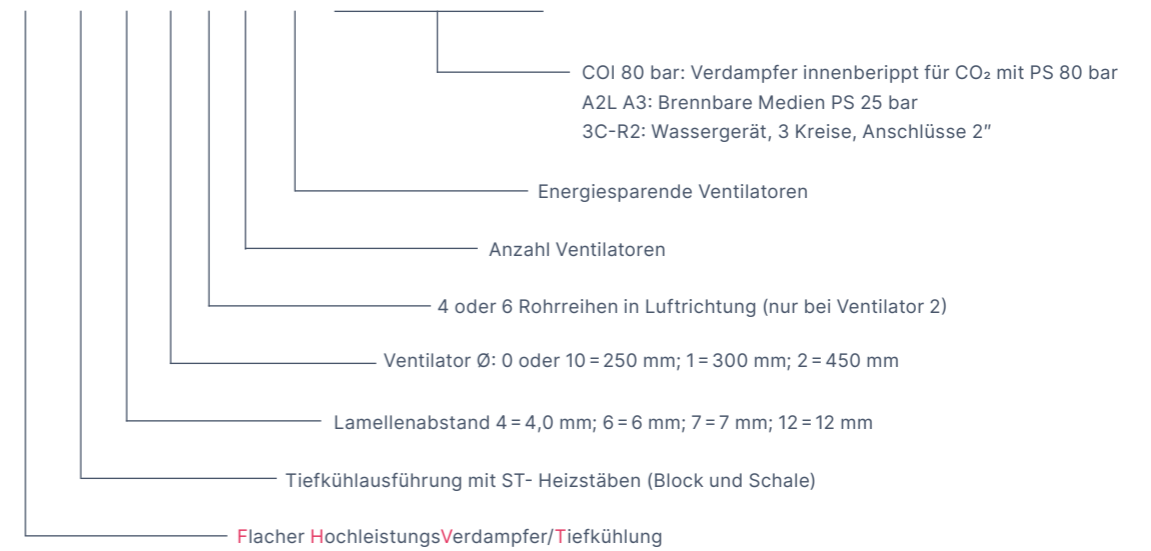 COI 80 bar: Verdampfer innenberippt für CO₂ mit PS 80 bar
A2L A3: Brennbare Medien PS 25 bar
3C-R2: Wassergerät, 3 Kreise, Anschlüsse 2″
Energiesparende Ventilatoren
Anzahl Ventilatoren
4 oder 6 Rohrreihen in Luftrichtung (nur bei Ventilator 2)
Ventilator Ø: 0 oder 10 = 250 mm; 1 = 300 mm; 2 = 450 mm
Lamellenabstand 4 = 4,0 mm; 6 = 6 mm; 7 = 7 mm; 12 = 12 mm
Tiefkühlausführung mit ST- Heizstäben (Block und Schale)
Flacher HochleistungsVerdampfer/Tiefkühlung